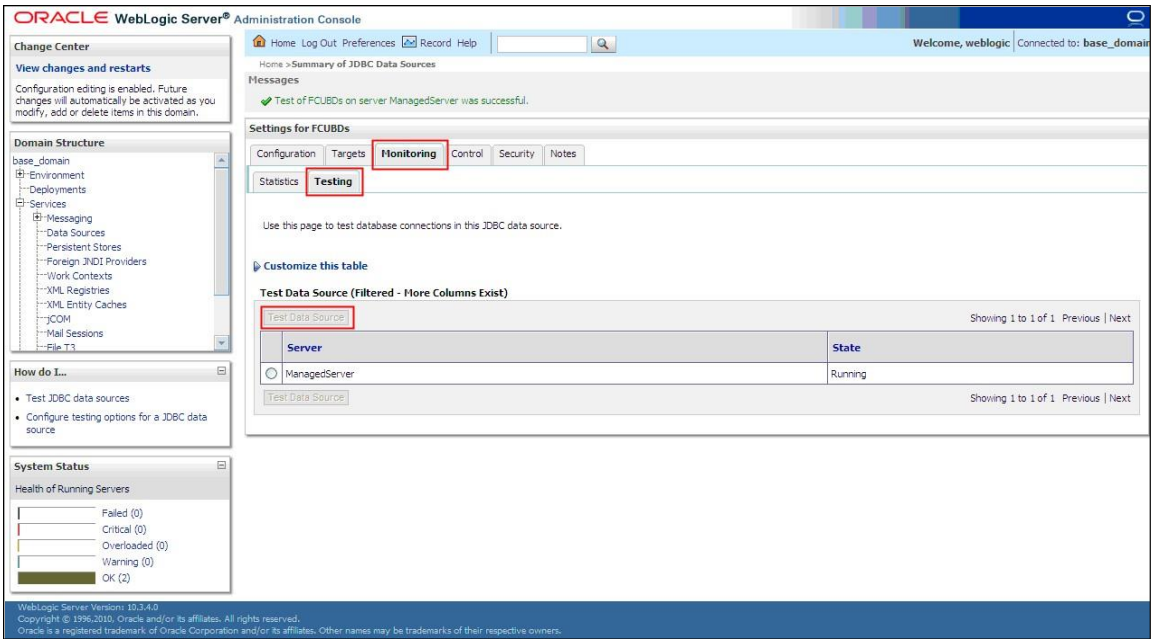 ORACLE WebLogic Server® Administration Console
Change Center
View changes and restarts
Configuration editing is enabled. Future
changes will automatically be activated as you
modify, add or delete items in this domain.
Domain Structure
base_domain
Environment
Deployments
Services
Messaging
Data Sources
Persistent Stores
Foreign JNDI Providers
Work Contexts
XML Registries
XML Entity Caches
jCOM
Mail Sessions
File T3
How do I...
Test JDBC data sources
Configure testing options for a JDBC data
source
System Status
Health of Running Servers
Failed (0)
Critical (0)
Overloaded (0)
Warning (0)
OK (2)
Home Log Out Preferences Record Help
Welcome, weblogic Connected to: base_domain
Home >Summary of JDBC Data Sources
Messages
Test of FCUBDs on server ManagedServer was successful.
Settings for FCUBDs
Configuration Targets Monitoring Control Security Notes
Statistics Testing
Use this page to test database connections in this JDBC data source.
Customize this table
Test Data Source (Filtered - More Columns Exist)
Test Data Source Showing 1 to 1 of 1 Previous | Next
Server State
ManagedServer Running
Test Data Source Showing 1 to 1 of 1 Previous | Next
WebLogic Server Version: 10.3.4.0
Copyright © 1996,2010, Oracle and/or its affiliates. All rights reserved.
Oracle is a registered trademark of Oracle Corporation and/or its affiliates. Other names may be trademarks of their respective owners.